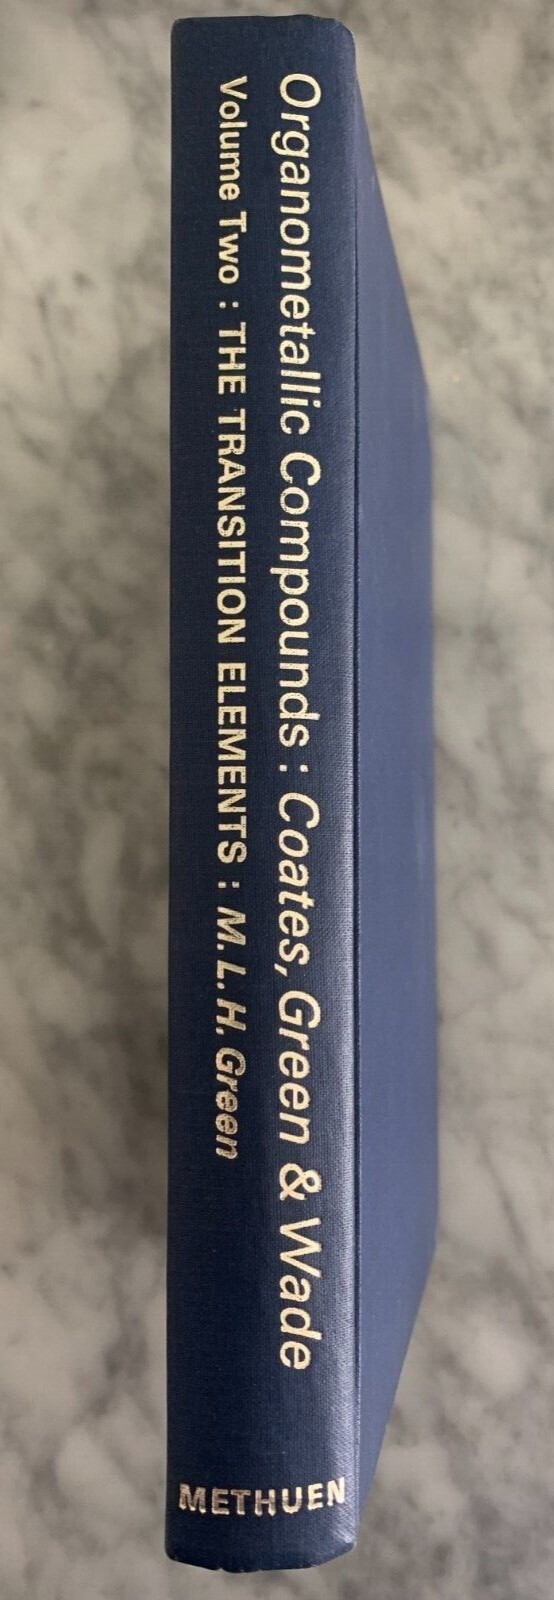 Organometallic Compounds : Coates, Green & Wade
Volume Two : THE TRANSITION ELEMENTS : M. L. H. Green
METHUEN